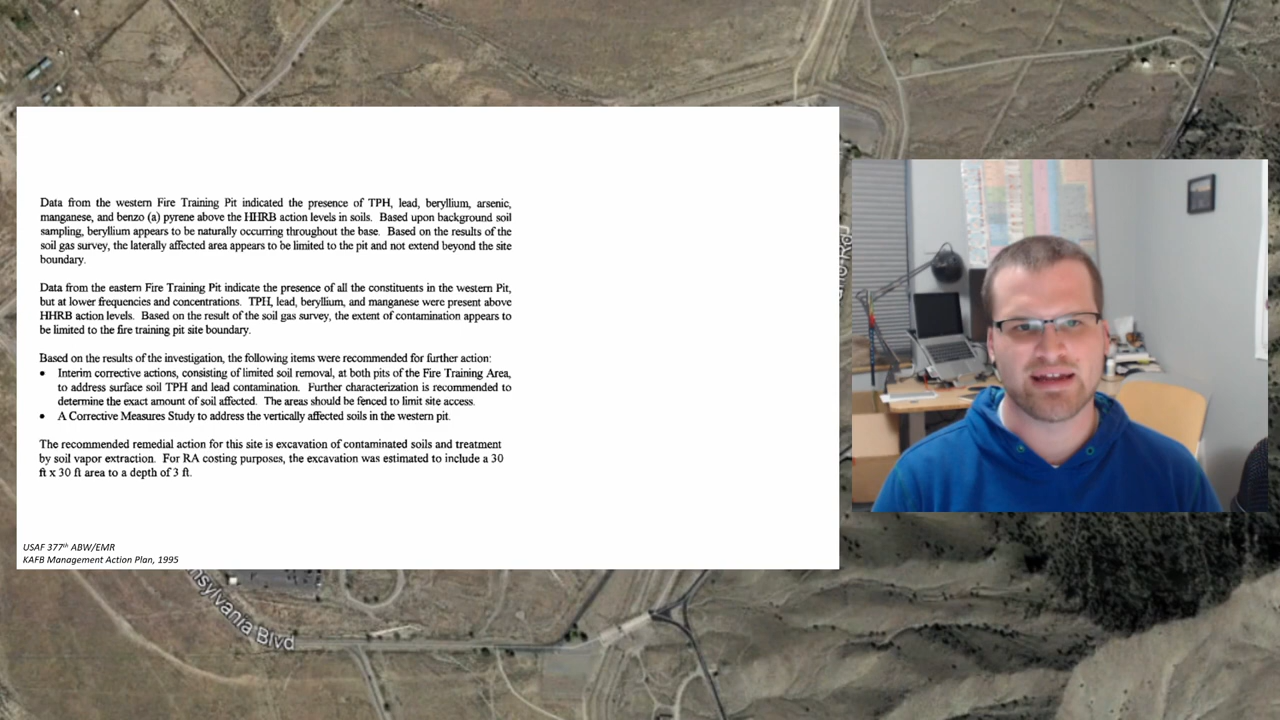 Data from the western Fire Training Pit indicated the presence of TPH, lead, beryllium, arsenic,
manganese, and benzo (a) pyrene above the HHRB action levels in soils. Based upon background soil
sampling, beryllium appears to be naturally occurring throughout the base. Based on the results of the
soil gas survey, the laterally affected area appears to be limited to the pit and not extend beyond the site
boundary.
Data from the eastern Fire Training Pit indicate the presence of all the constituents in the western Pit,
but at lower frequencies and concentrations. TPH, lead, beryllium, and manganese were present above
HHRB action levels. Based on the result of the soil gas survey, the extent of contamination appears to
be limited to the fire training pit site boundary.
Based on the results of the investigation, the following items were recommended for further action:
• Interim corrective actions, consisting of limited soil removal, at both pits of the Fire Training Area,
to address surface soil TPH and lead contamination. Further characterization is recommended to
determine the exact amount of soil affected. The areas should be fenced to limit site access.
• A Corrective Measures Study to address the vertically affected soils in the western pit.
The recommended remedial action for this site is excavation of contaminated soils and treatment
by soil vapor extraction. For RA costing purposes, the excavation was estimated to include a 30
ft x 30 ft area to a depth of 3 ft.
USAF 377th ABW/EMR
KAFB Management Action Plan, 1995
nsylvania Blvd